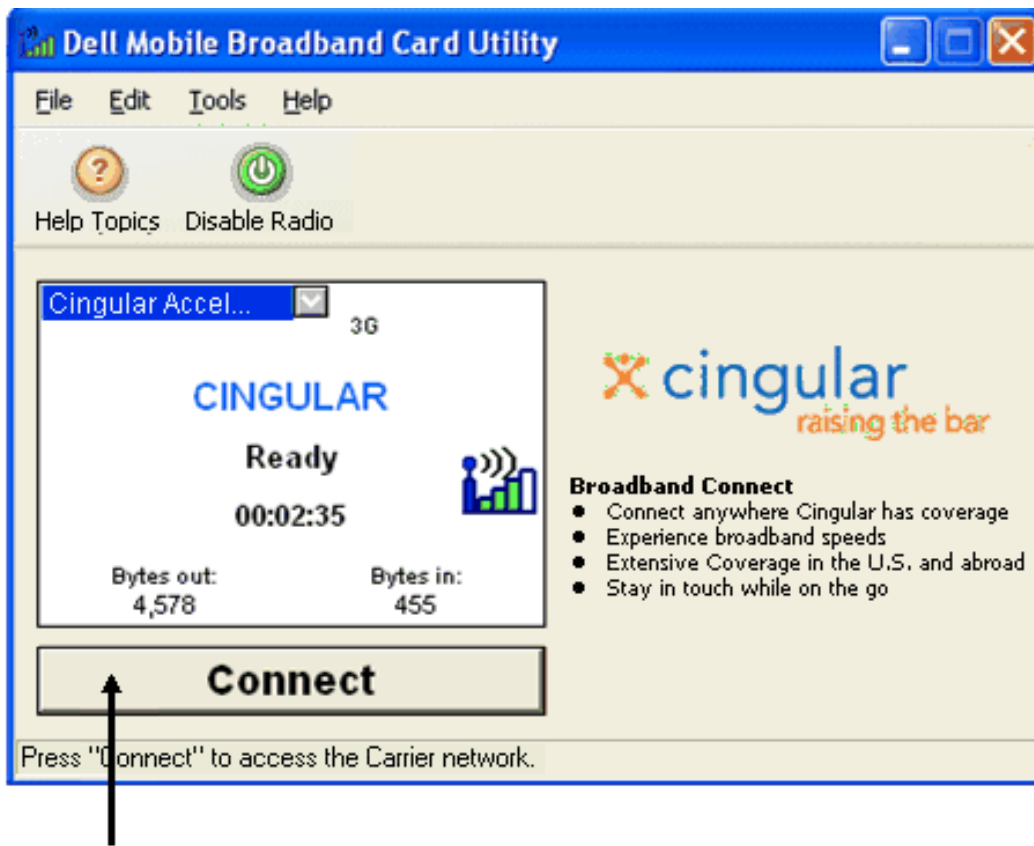 Dell Mobile Broadband Card Utility
File Edit Tools Help
Help Topics Disable Radio
Cingular Accel...
3G
CINGULAR
Ready
00:02:35
Bytes out: Bytes in:
4,578 455
Connect
cingular
raising the bar
Broadband Connect
● Connect anywhere Cingular has coverage
● Experience broadband speeds
● Extensive Coverage in the U.S. and abroad
● Stay in touch while on the go
Press "Connect" to access the Carrier network.